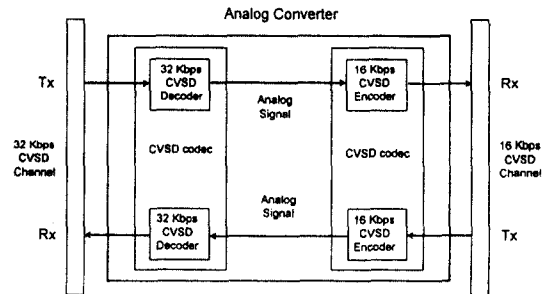 Analog Converter
Tx
32 Kbps
CVSD
Decoder
Analog
Signal
16 Kbps
CVSD
Encoder
Rx
32 Kbps
CVSD
Channel
CVSD codec
CVSD codec
16 Kbps
CVSD
Channel
Rx
32 Kbps
CVSD
Decoder
Analog
Signal
16 Kbps
CVSD
Encoder
Tx